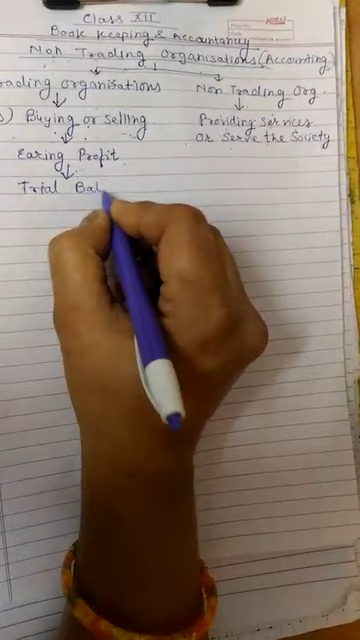 Class XII
Book Keeping & Accountancy
Non Trading Organisations (Accounting)
rading organisations Non Trading Org.
s) Buying or selling Providing services
or Serve the Society
Earing Profit
Trial Bal